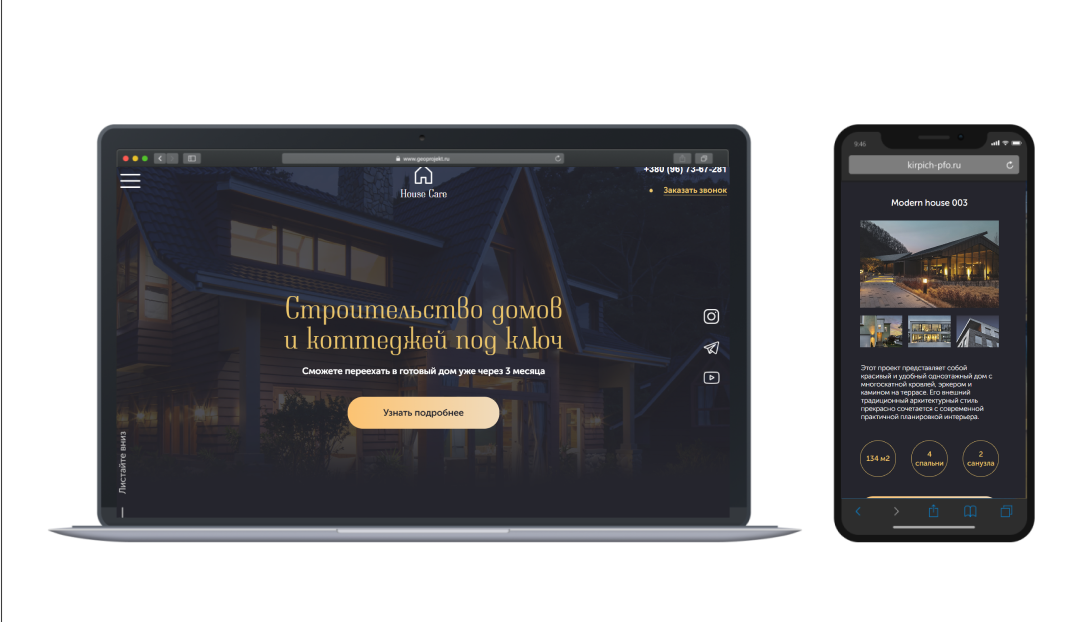 www.geoprojekt.ru
House Care
+380 (96) 73-67-281
Заказать звонок
Строительство домов
и коттеджей под ключ
Сможете переехать в готовый дом уже через 3 месяца
Узнать подробнее
Листайте вниз
9:46
kirpich-pfo.ru
Modern house 003
Этот проект представляет собой
красивый и удобный одноэтажный дом с
многоскатной кровлей, эркером и
камином на террасе. Его внешний
традиционный архитектурный стиль
прекрасно сочетается с современной
практичной планировкой интерьера.
134 м2
4
спальни
2
санузла